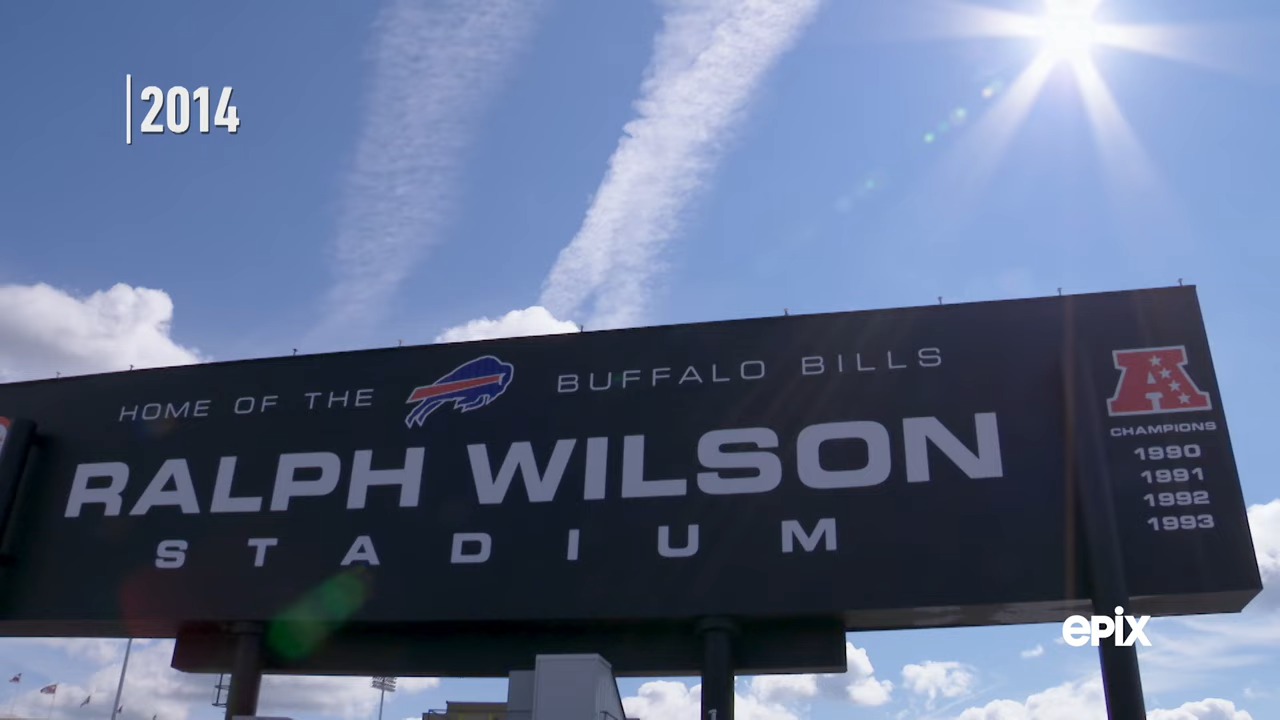 2014
HOME OF THE BUFFALO BILLS
RALPH WILSON
STADIUM
A
CHAMPIONS
1990
1991
1992
1993
epix